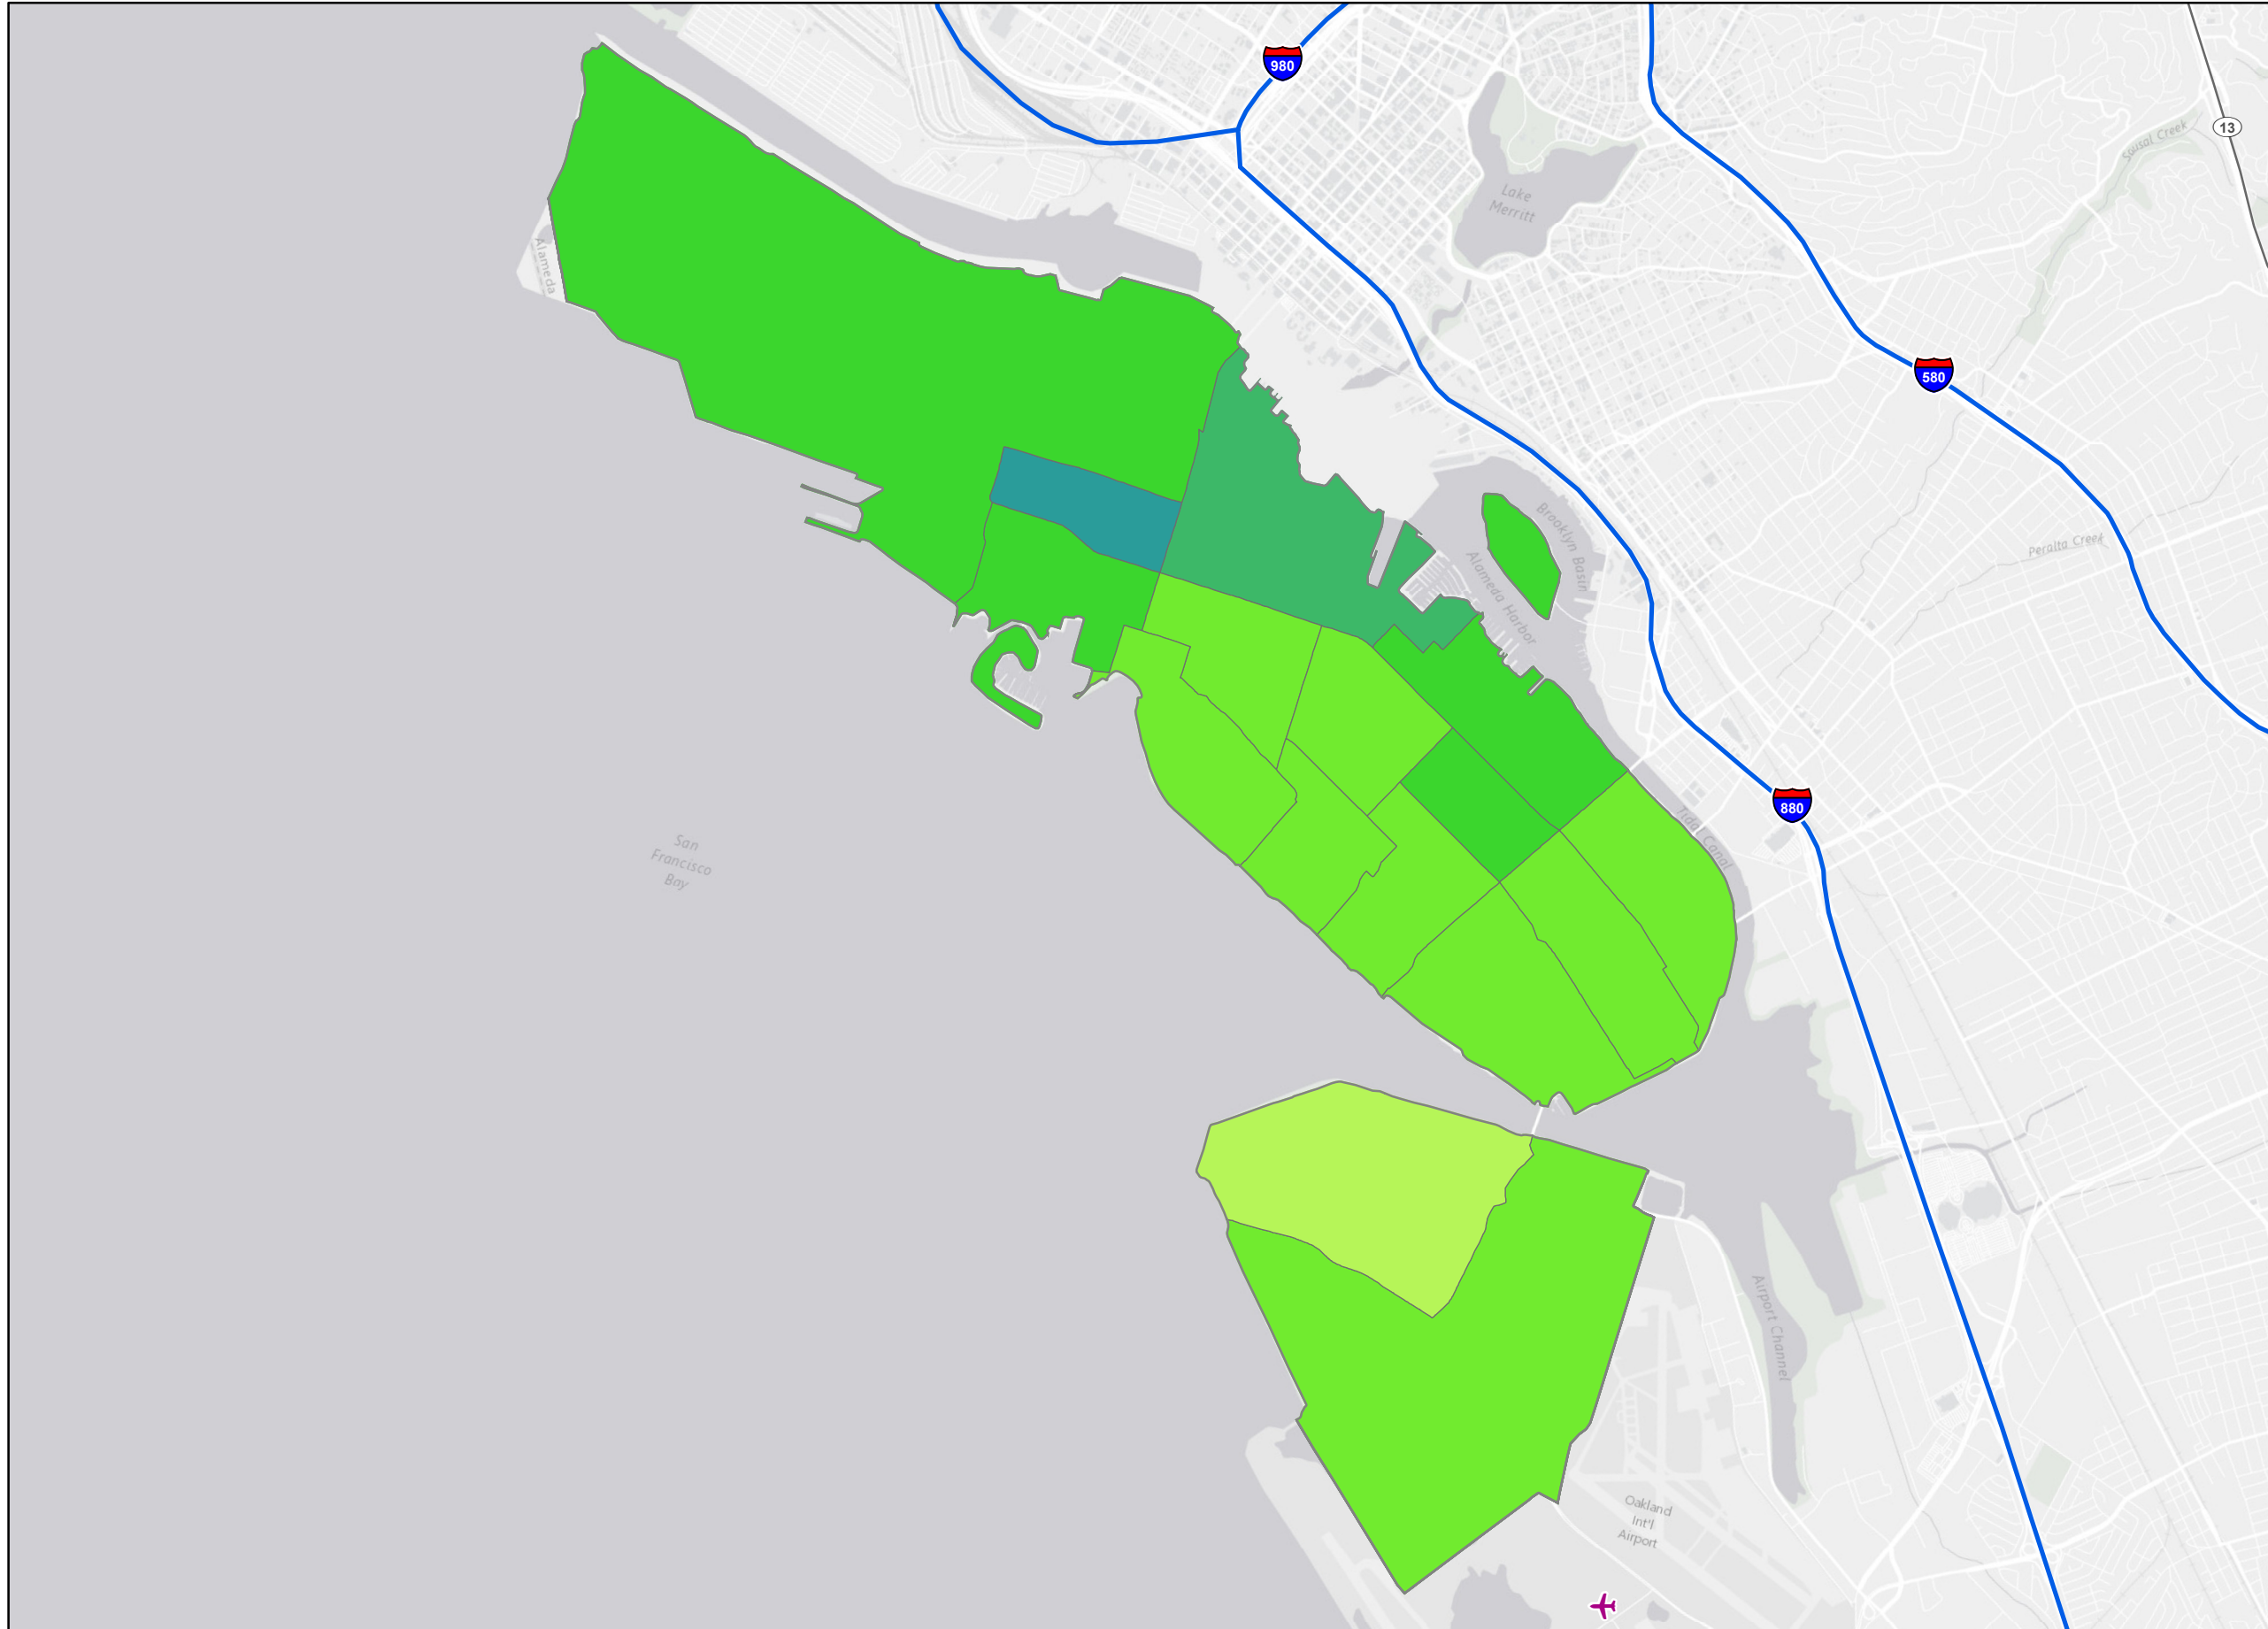 980
13
Sausal Creek
Lake
Merritt
Alameda
580
Brooklyn Basin
Peralta Creek
Alameda Harbor
880
Tidal Canal
San
Francisco
Bay
Airport Channel
Oakland
Int'l
Airport